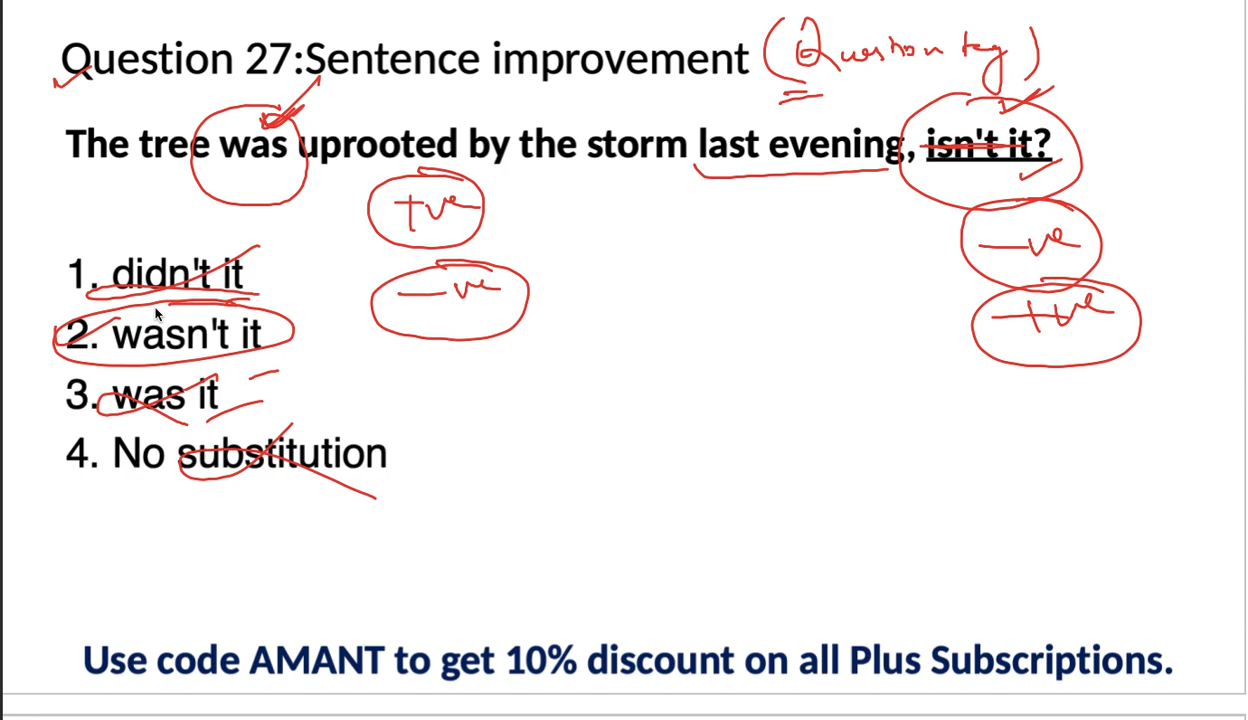 Question 27:Sentence improvement (Question tag)
The tree was uprooted by the storm last evening, isn't it?
+ve
-ve
-ve
+ve
1. didn't it
2. wasn't it
3. was it
4. No substitution
Use code AMANT to get 10% discount on all Plus Subscriptions.